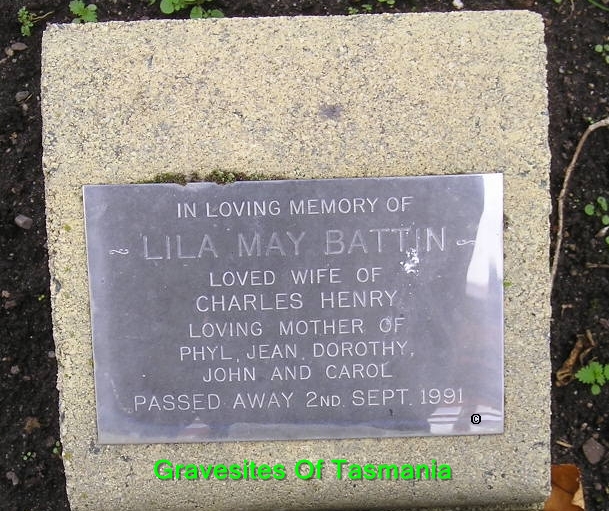 IN LOVING MEMORY OF
LILA MAY BATTIN
LOVED WIFE OF
CHARLES HENRY
LOVING MOTHER OF
PHYL, JEAN, DOROTHY,
JOHN AND CAROL
PASSED AWAY 2ND. SEPT. 1991
©
Gravesites Of Tasmania